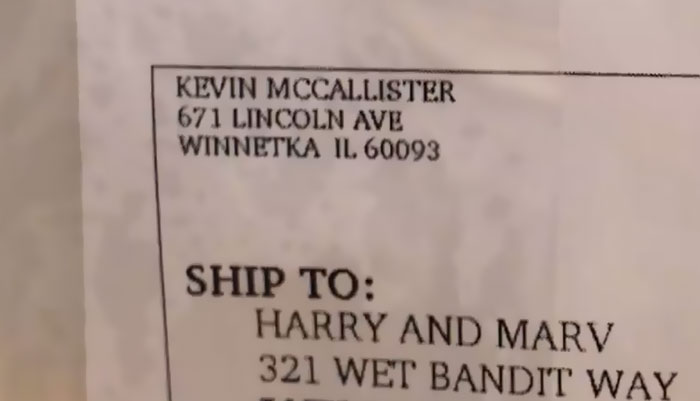 KEVIN MCCALLISTER
671 LINCOLN AVE
WINNETKA IL 60093
SHIP TO:
HARRY AND MARV
321 WET BANDIT WAY